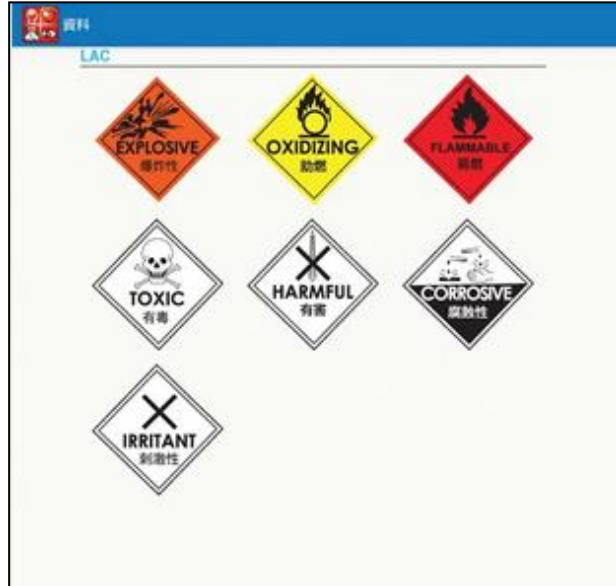 資料
LAC
EXPLOSIVE
爆炸性
OXIDIZING
助燃
FLAMMABLE
易燃
TOXIC
有毒
HARMFUL
有害
CORROSIVE
腐蝕性
IRRITANT
刺激性